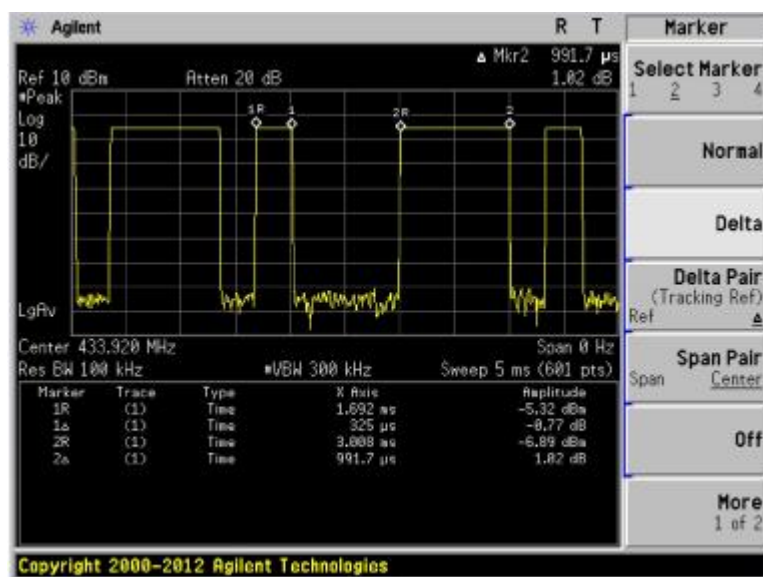 Agilent R T
Marker
▲ Mkr2 991.7 µs
Ref 10 dBm Atten 20 dB 1.02 dB
*Peak
Log
10
dB/
1R 1 2R 2
LgAv
Center 433.920 MHz Span 0 Hz
Res BW 100 kHz #VBW 300 kHz Sweep 5 ms (601 pts)
Marker Trace Type X Axis Amplitude
1R (1) Time 1.692 ms -5.32 dBm
1▵ (1) Time 325 µs -0.77 dB
2R (1) Time 3.008 ms -6.89 dBm
2▵ (1) Time 991.7 µs 1.02 dB
Select Marker
1 2 3 4
Normal
Delta
Delta Pair
(Tracking Ref)
Ref ▲
Span Pair
Span Center
Off
More
1 of 2
Copyright 2000-2012 Agilent Technologies